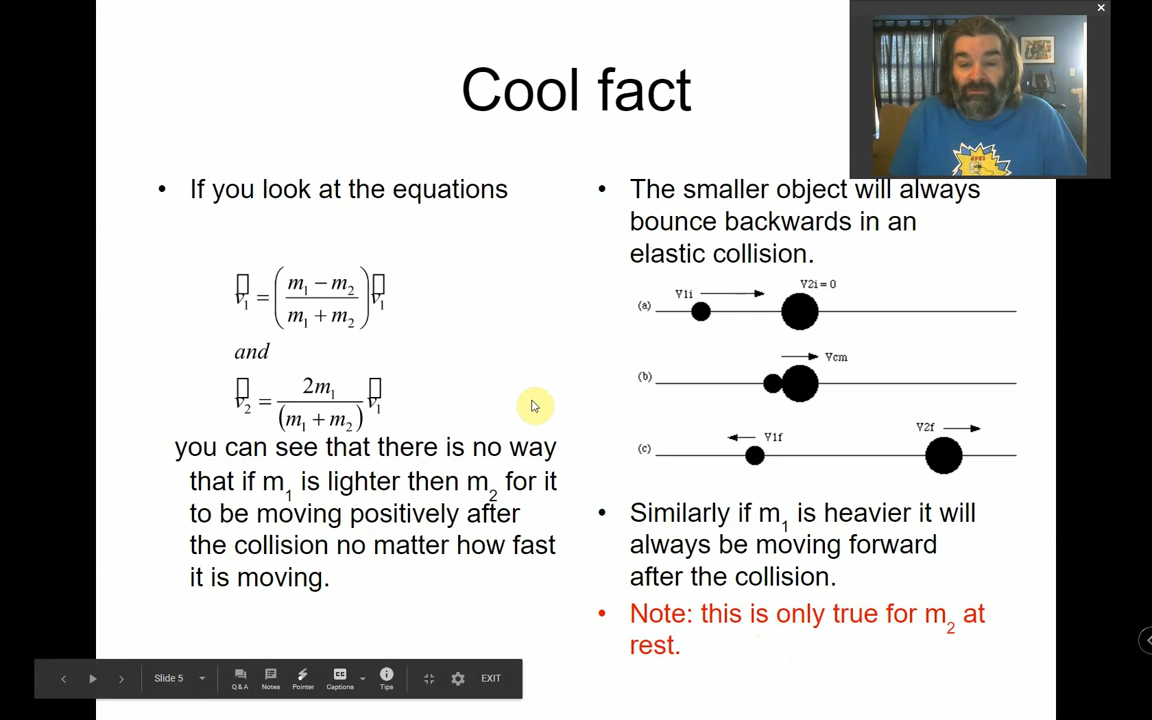 Cool fact
• If you look at the equations
v₁ = ( m₁ − m₂ / m₁ + m₂ ) v₁
and
v₂ = 2m₁ / (m₁ + m₂) v₁
you can see that there is no way
that if m₁ is lighter then m₂ for it
to be moving positively after
the collision no matter how fast
it is moving.
• The smaller object will always
bounce backwards in an
elastic collision.
V1i
V2i = 0
(a)
Vcm
(b)
V1f
V2f
(c)
• Similarly if m₁ is heavier it will
always be moving forward
after the collision.
• Note: this is only true for m₂ at
rest.
Slide 5
Q & A
Notes
Pointer
CC
Captions
Tips
EXIT